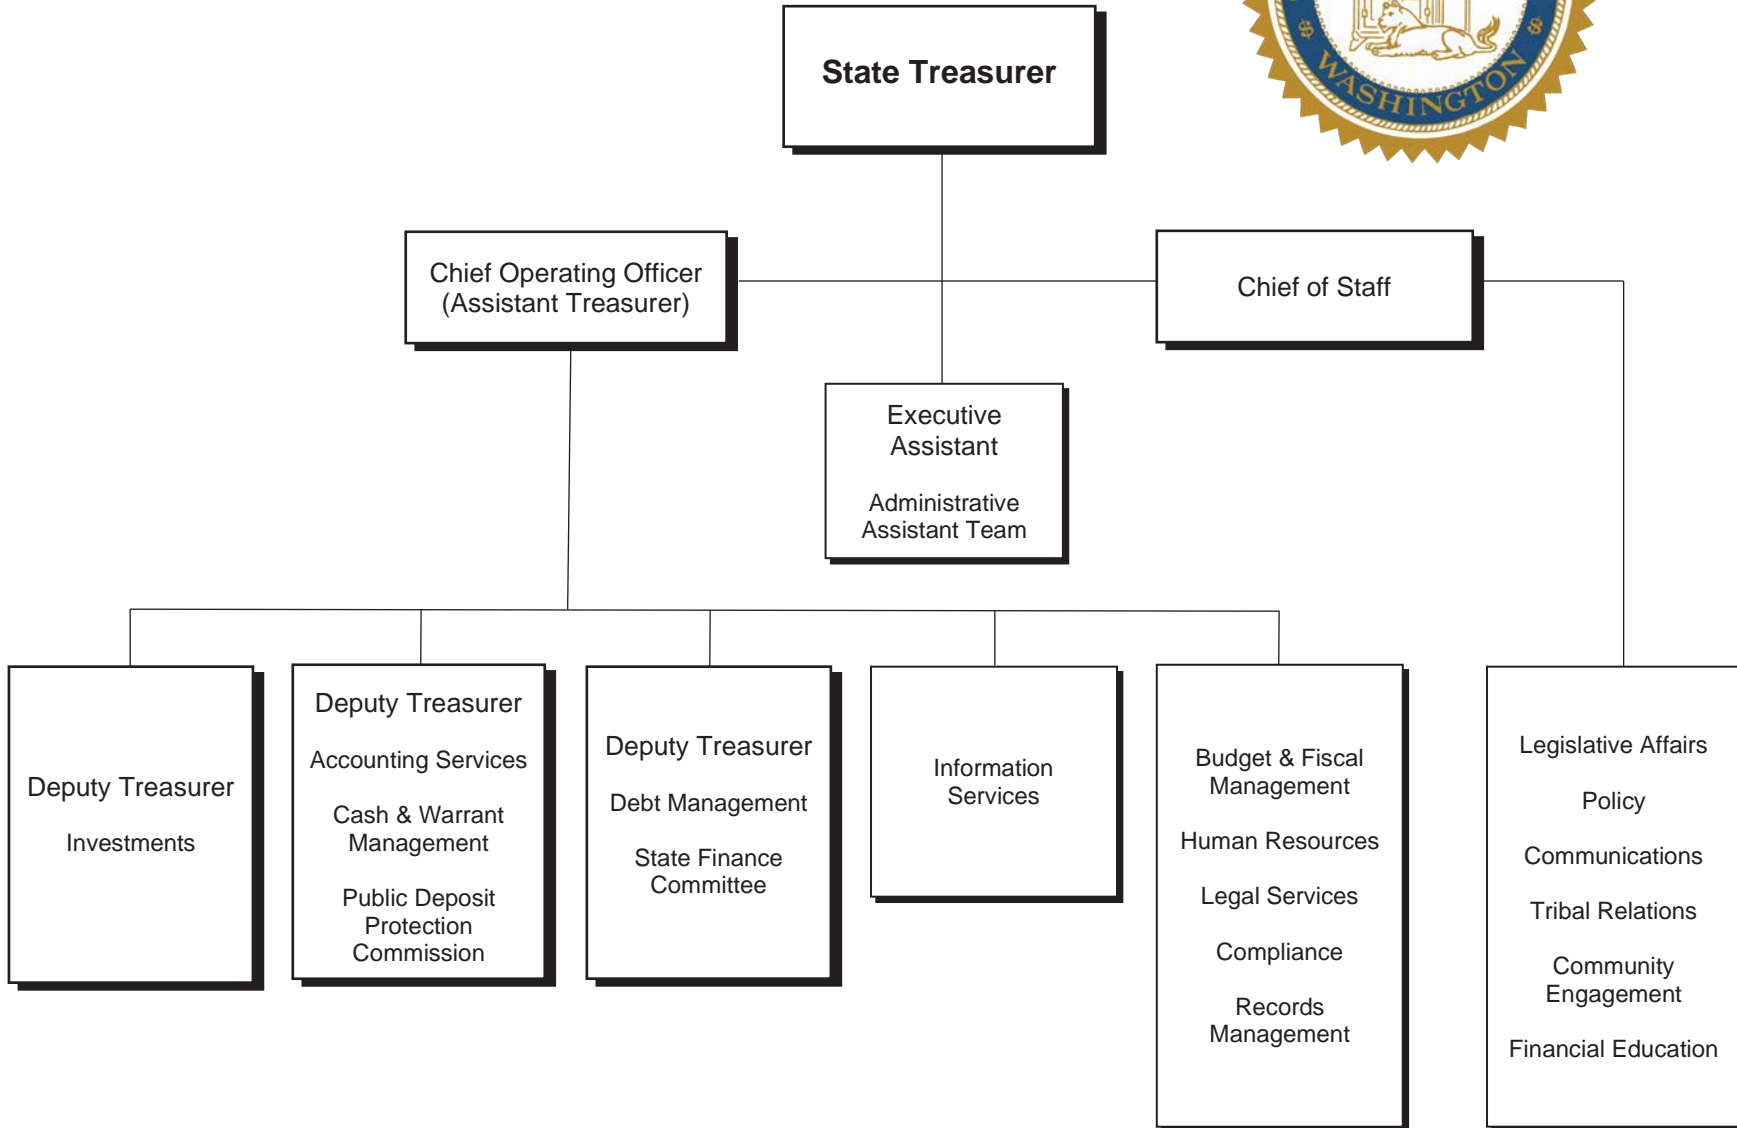 State Treasurer
$ WASHINGTON $
Chief Operating Officer
(Assistant Treasurer)
Chief of Staff
Executive
Assistant
Administrative
Assistant Team
Deputy Treasurer
Investments
Deputy Treasurer
Accounting Services
Cash & Warrant
Management
Public Deposit
Protection
Commission
Deputy Treasurer
Debt Management
State Finance
Committee
Information
Services
Budget & Fiscal
Management
Human Resources
Legal Services
Compliance
Records
Management
Legislative Affairs
Policy
Communications
Tribal Relations
Community
Engagement
Financial Education